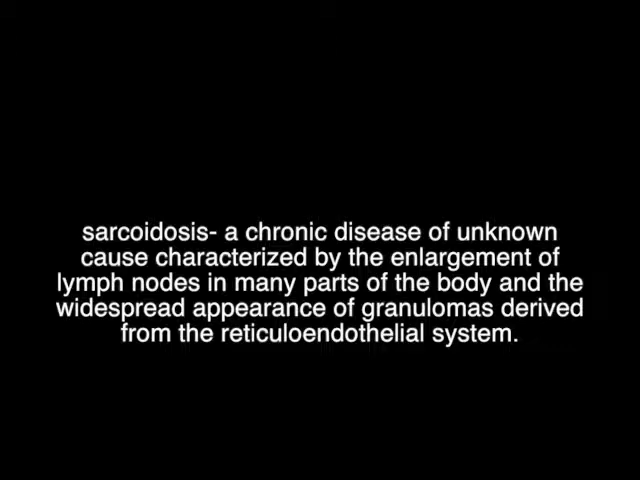 sarcoidosis- a chronic disease of unknown
cause characterized by the enlargement of
lymph nodes in many parts of the body and the
widespread appearance of granulomas derived
from the reticuloendothelial system.